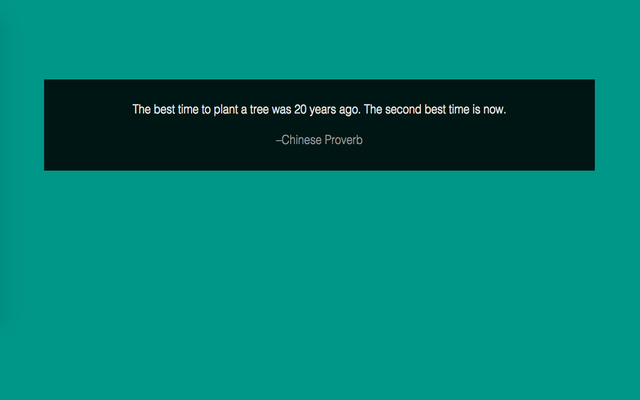 The best time to plant a tree was 20 years ago. The second best time is now.
–Chinese Proverb